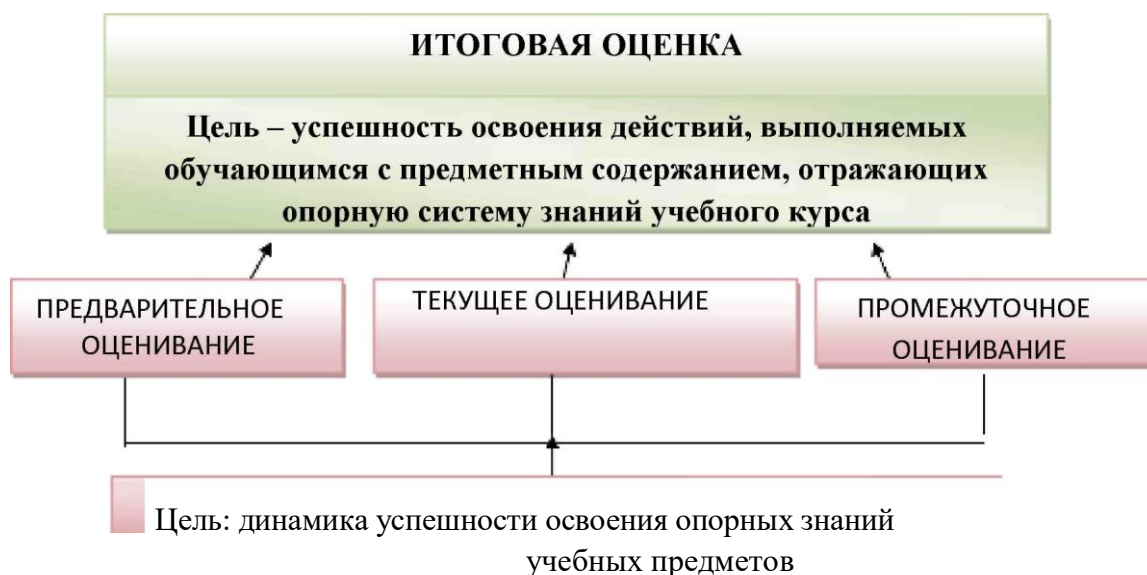 ИТОГОВАЯ ОЦЕНКА
Цель – успешность освоения действий, выполняемых
обучающимся с предметным содержанием, отражающих
опорную систему знаний учебного курса
ПРЕДВАРИТЕЛЬНОЕ
ОЦЕНИВАНИЕ
ТЕКУЩЕЕ ОЦЕНИВАНИЕ
ПРОМЕЖУТОЧНОЕ
ОЦЕНИВАНИЕ
Цель: динамика успешности освоения опорных знаний
учебных предметов